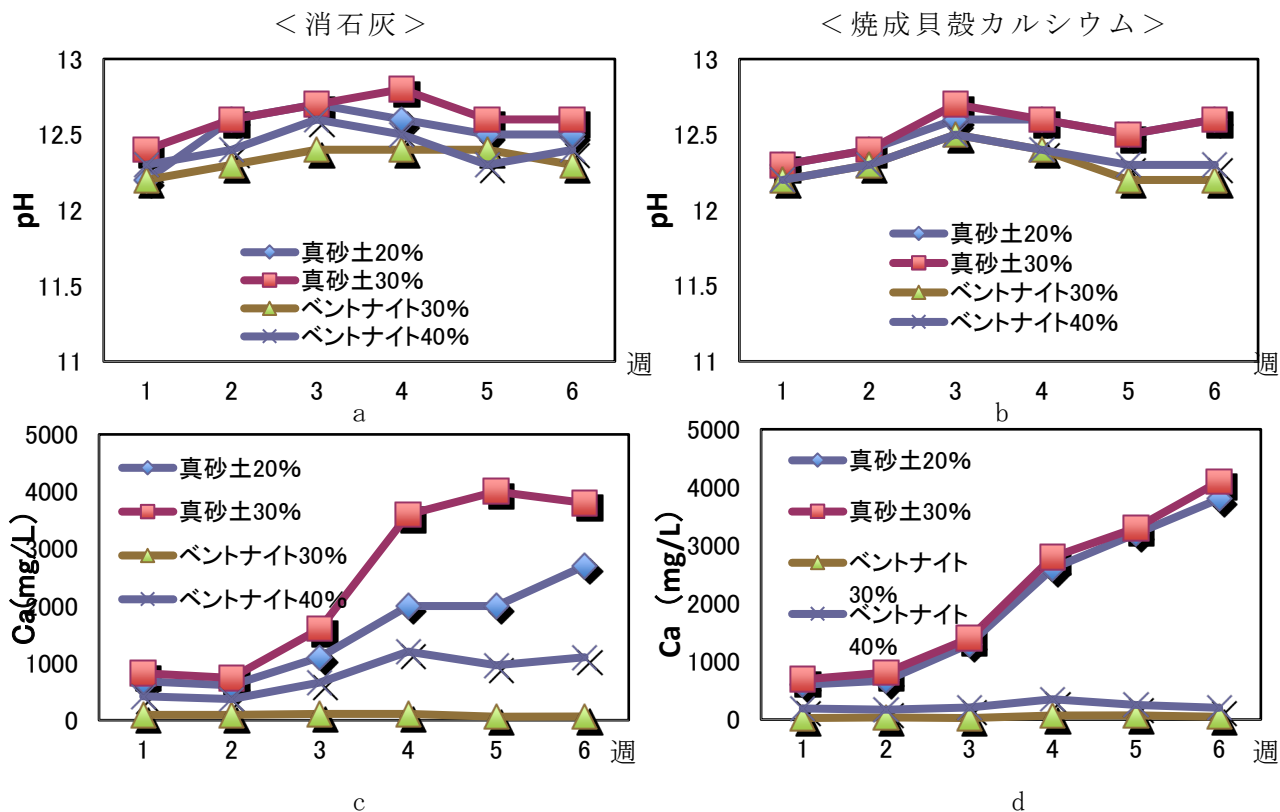 ＜消石灰＞
＜焼成貝殻カルシウム＞
13
12.5
12
11.5
11
pH
真砂土20%
真砂土30%
ベントナイト30%
ベントナイト40%
1 2 3 4 5 6
週
a
13
12.5
12
11.5
11
pH
真砂土20%
真砂土30%
ベントナイト30%
ベントナイト40%
1 2 3 4 5 6
週
b
5000
4000
3000
2000
1000
0
Ca(mg/L)
真砂土20%
真砂土30%
ベントナイト30%
ベントナイト40%
1 2 3 4 5 6
週
c
5000
4000
3000
2000
1000
0
Ca (mg/L)
真砂土20%
真砂土30%
ベントナイト
30%
ベントナイト
40%
1 2 3 4 5 6
週
d